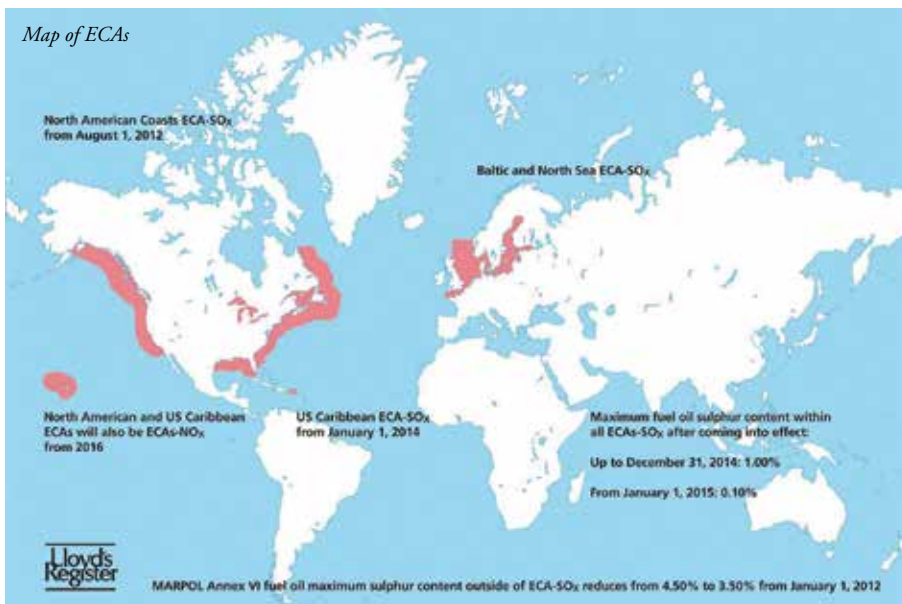 Map of ECAs
North American Coasts ECA-SOx
from August 1, 2012
Baltic and North Sea ECA-SOx
North American and US Caribbean
ECAs will also be ECAs-NOx
from 2016
US Caribbean ECA-SOx
from January 1, 2014
Maximum fuel oil sulphur content within
all ECAs-SOx after coming into effect:
Up to December 31, 2014: 1.00%
From January 1, 2015: 0.10%
Lloyd's
Register
MARPOL Annex VI fuel oil maximum sulphur content outside of ECA-SOx reduces from 4.50% to 3.50% from January 1, 2012